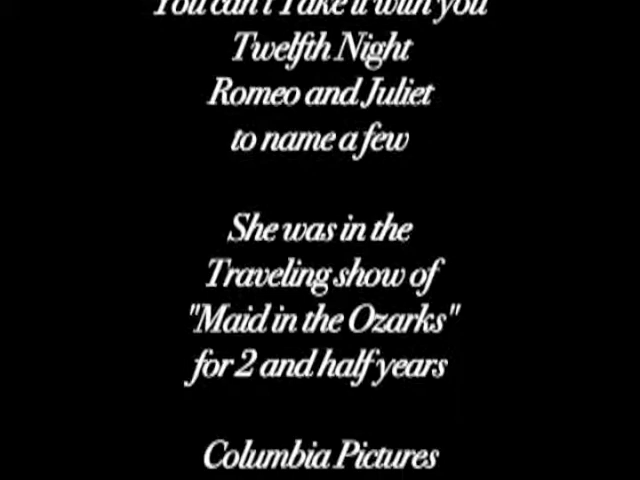 You can't Take it with you
Twelfth Night
Romeo and Juliet
to name a few
She was in the
Traveling show of
"Maid in the Ozarks"
for 2 and half years
Columbia Pictures